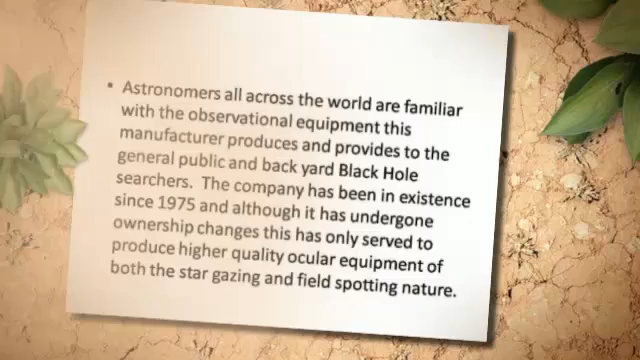 • Astronomers all across the world are familiar
with the observational equipment this
manufacturer produces and provides to the
general public and back yard Black Hole
searchers.  The company has been in existence
since 1975 and although it has undergone
ownership changes this has only served to
produce higher quality ocular equipment of
both the star gazing and field spotting nature.